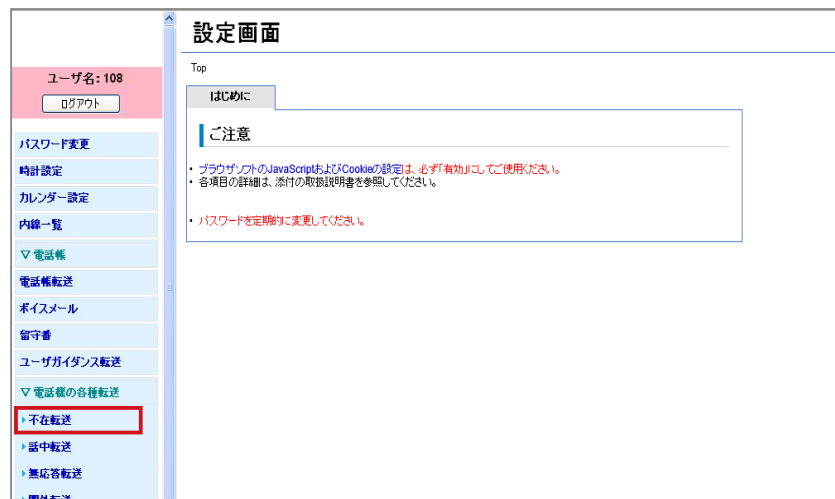 設定画面
ユーザ名:108
ログアウト
パスワード変更
時計設定
カレンダー設定
内線一覧
▽ 電話帳
電話帳転送
ボイスメール
留守番
ユーザガイダンス転送
▽ 電話機の各種転送
不在転送
話中転送
無応答転送
圏外転送
Top
はじめに
ご注意
・ ブラウザソフトのJavaScriptおよびCookieの設定は、必ず「有効」にしてご使用ください。
・ 各項目の詳細は、添付の取扱説明書を参照してください。
・ パスワードを定期的に変更してください。